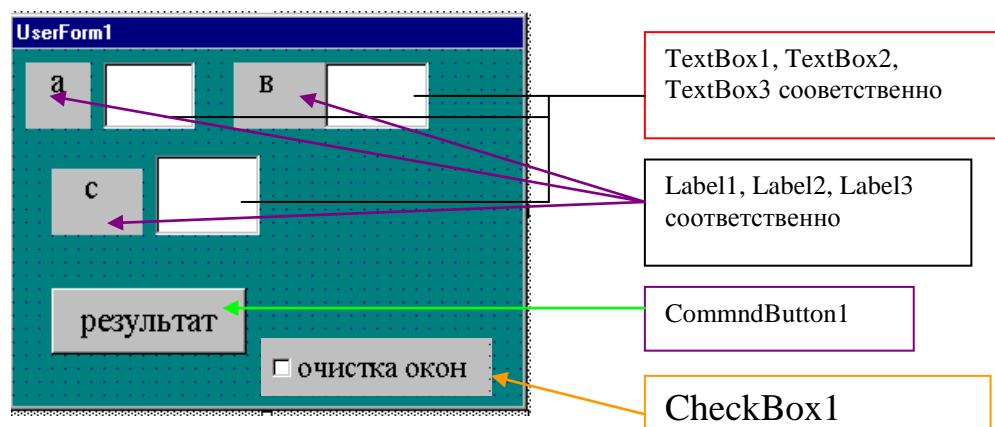 UserForm1
а
в
с
результат
очистка окон
TextBox1, TextBox2,
TextBox3 сооветственно
Label1, Label2, Label3
соответственно
CommndButton1
CheckBox1